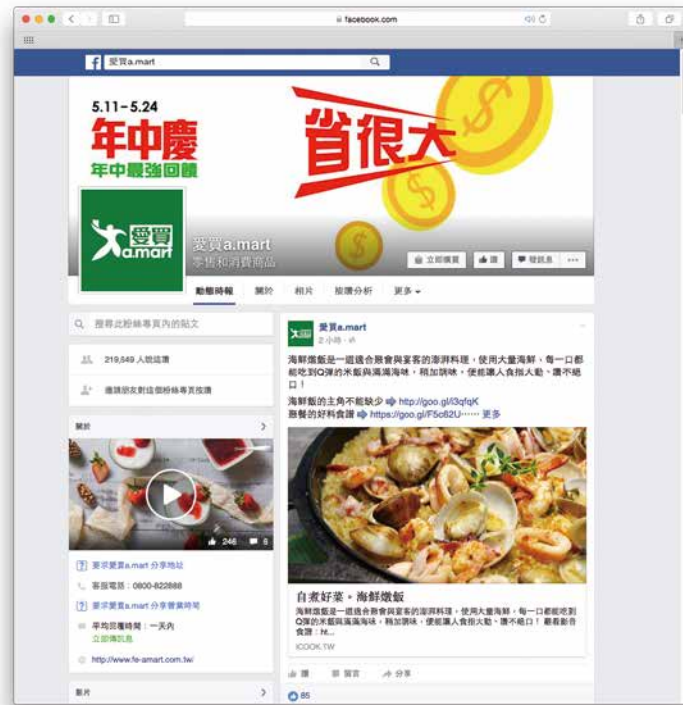 facebook.com
愛買a.mart
5.11-5.24
年中慶
年中最強回饋
省很大
愛買
a.mart
愛買a.mart
零售和消費商品
立即購買
讚
發訊息
動態時報
關於
相片
按讚分析
更多
搜尋此粉絲專頁內的貼文
219,549 人說這讚
邀請朋友對這個粉絲專頁按讚
關於
246
8
要求愛買a.mart 分享地址
客服電話：0800-822888
要求愛買a.mart 分享營業時間
平均回覆時間：一天內
立即傳訊息
http://www.fe-amart.com.tw/
影片
愛買a.mart
2 小時
海鮮燉飯是一道適合聚會與宴客的澎湃料理，使用大量海鮮，每一口都
能吃到Q彈的米飯與滿滿海味，稍加調味，便能讓人食指大動、讚不絕
口！
海鮮飯的主角不能缺少 http://goo.gl/i3qfqK
聚餐的好料食譜 https://goo.gl/F5c62U…… 更多
自煮好菜。海鮮燉飯
海鮮燉飯是一道適合聚會與宴客的澎湃料理，使用大量海鮮，每一口都能吃到
Q彈的米飯與滿滿海味，稍加調味，便能讓人食指大動、讚不絕口！ 觀看影音
食譜：ht...
ICOOK.TW
讚
留言
分享
85